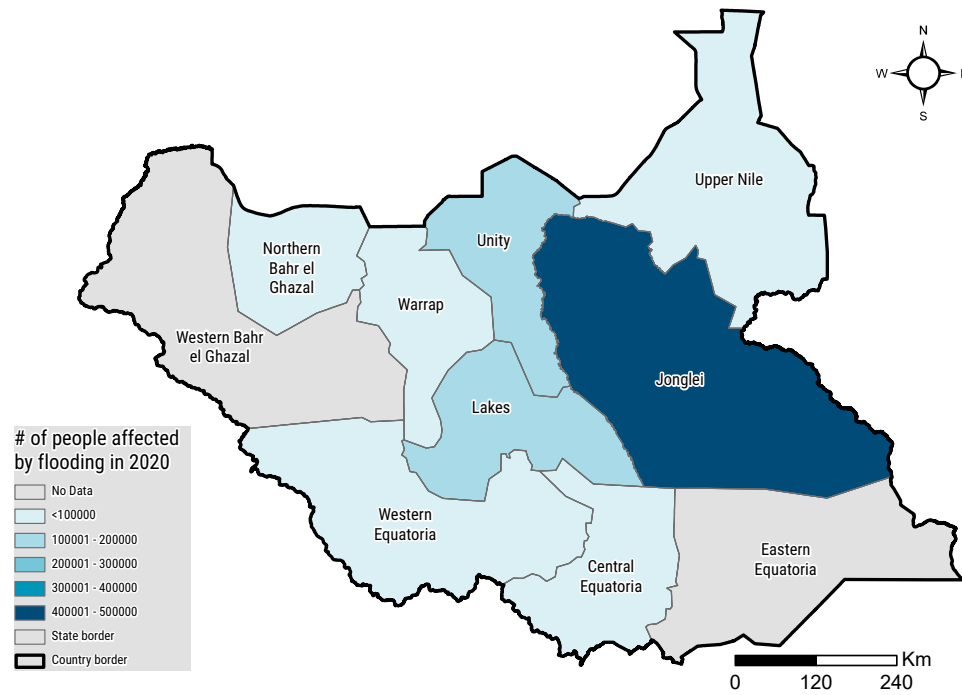 N
W
S
Upper Nile
Unity
Northern
Bahr el
Ghazal
Warrap
Western Bahr
el Ghazal
Jonglei
Lakes
# of people affected
by flooding in 2020
No Data
<100000
100001 - 200000
200001 - 300000
300001 - 400000
400001 - 500000
State border
Country border
Western
Equatoria
Central
Equatoria
Eastern
Equatoria
Km
0 120 240